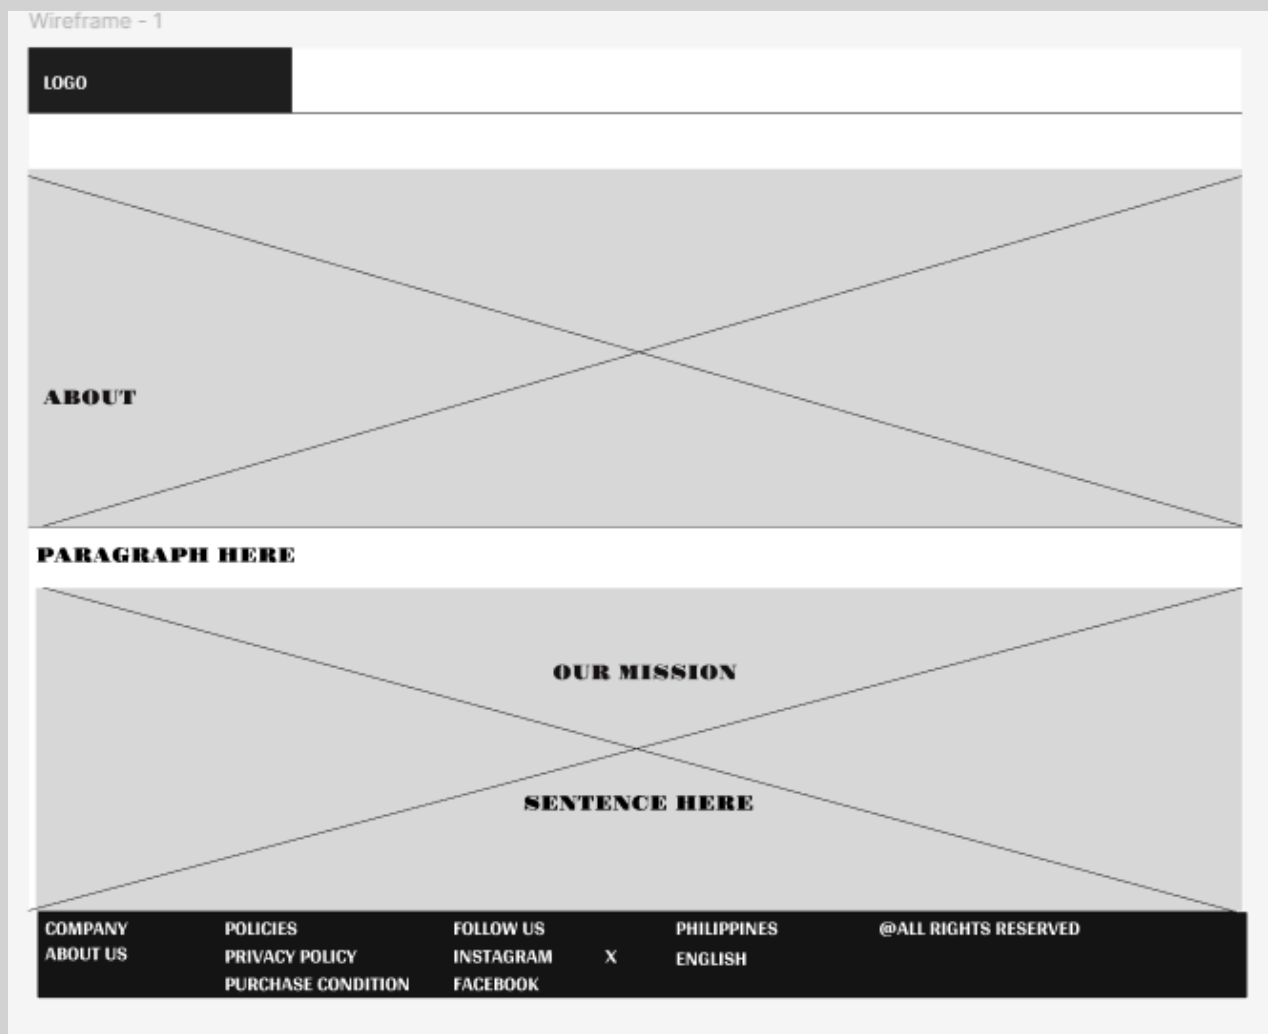 Wireframe - 1
LOGO
ABOUT
PARAGRAPH HERE
OUR MISSION
SENTENCE HERE
COMPANY
ABOUT US
POLICIES
PRIVACY POLICY
PURCHASE CONDITION
FOLLOW US
INSTAGRAM X
FACEBOOK
PHILIPPINES
ENGLISH
@ALL RIGHTS RESERVED